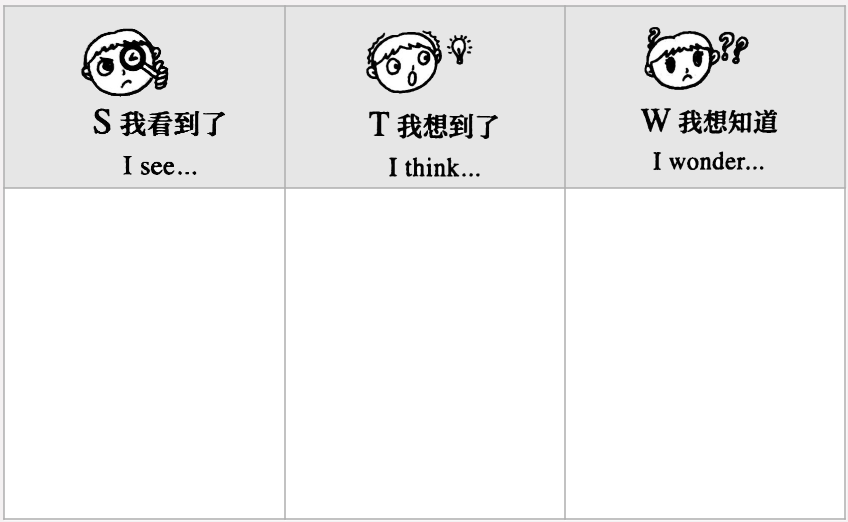 S 我看到了
I see...
T 我想到了
I think...
W 我想知道
I wonder...